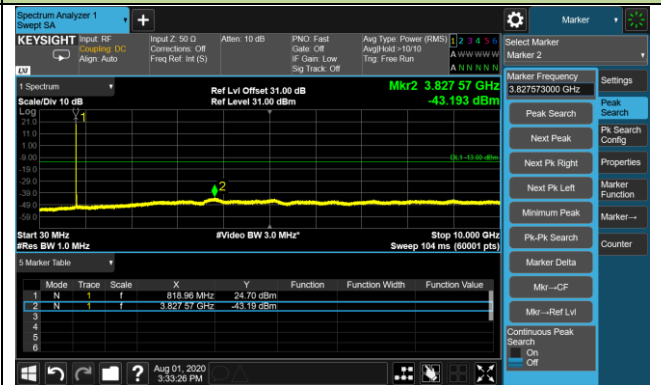 Spectrum Analyzer 1
Swept SA
Marker
KEYSIGHT
Input: RF
Coupling: DC
Align: Auto
Input Z: 50 Ω
Corrections: Off
Freq Ref: Int (S)
Atten: 10 dB
PNO: Fast
Gate: Off
IF Gain: Low
Sig Track: Off
Avg Type: Power (RMS)
Avg|Hold:>10/10
Trig: Free Run
1 2 3 4 5 6
A W W W W W
A N N N N N
LXI
Select Marker
Marker 2
1 Spectrum
Scale/Div 10 dB
Ref Lvl Offset 31.00 dB
Ref Level 31.00 dBm
Mkr2 3.827 57 GHz
-43.193 dBm
Log
21.0
11.0
1.00
-9.00
-19.0
-29.0
-39.0
-49.0
-59.0
1
2
DL1 -13.00 dBm
Start 30 MHz
#Res BW 1.0 MHz
#Video BW 3.0 MHz*
Stop 10.000 GHz
Sweep 104 ms (60001 pts)
5 Marker Table
Mode Trace Scale X Y Function Function Width Function Value
1 N 1 f 818.96 MHz 24.70 dBm
2 N 1 f 3.827 57 GHz -43.19 dBm
3
4
5
6
Aug 01, 2020
3:33:26 PM
Marker Frequency
3.827573000 GHz
Peak Search
Next Peak
Next Pk Right
Next Pk Left
Minimum Peak
Pk-Pk Search
Marker Delta
Mkr→CF
Mkr→Ref Lvl
Continuous Peak
Search
On
Off
Settings
Peak
Search
Pk Search
Config
Properties
Marker
Function
Marker→
Counter